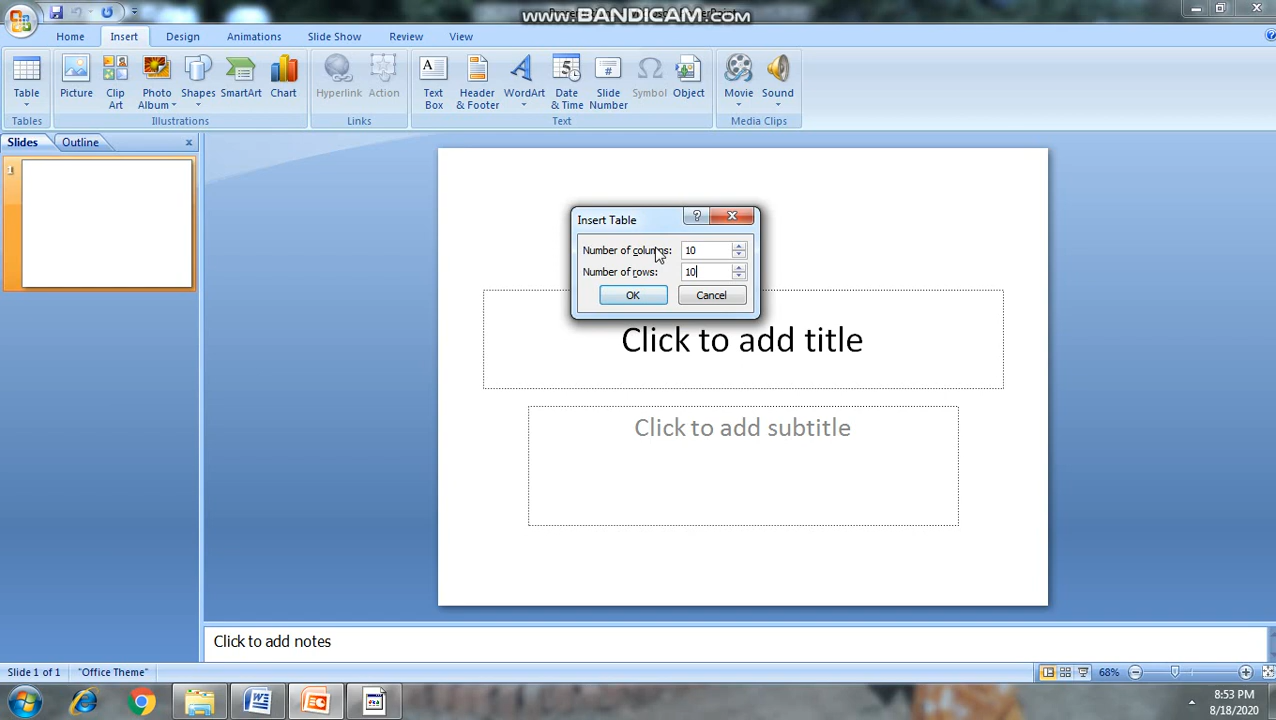 www.BANDICAM.com
Home Insert Design Animations Slide Show Review View
Table Picture Clip Art Photo Album Shapes SmartArt Chart Hyperlink Action Text Box Header & Footer WordArt Date & Time Slide Number Symbol Object Movie Sound
Tables Illustrations Links Text Media Clips
Slides Outline
1
Insert Table
Number of columns: 10
Number of rows: 10
OK Cancel
Click to add title
Click to add subtitle
Click to add notes
Slide 1 of 1 "Office Theme" 68%
8:53 PM
8/18/2020